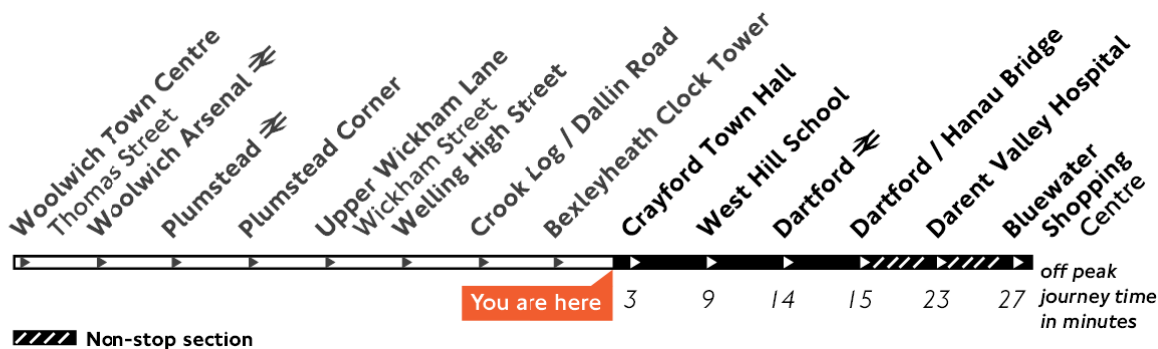 Woolwich Town Centre
Thomas Street
Woolwich Arsenal
Plumstead
Plumstead Corner
Upper Wickham Lane
Wickham Street
Welling High Street
Crook Log / Dallin Road
Bexleyheath Clock Tower
Crayford Town Hall
West Hill School
Dartford
Dartford / Hanau Bridge
Darent Valley Hospital
Bluewater
Shopping
Centre
You are here
3 9 14 15 23 27
off peak
journey time
in minutes
Non-stop section